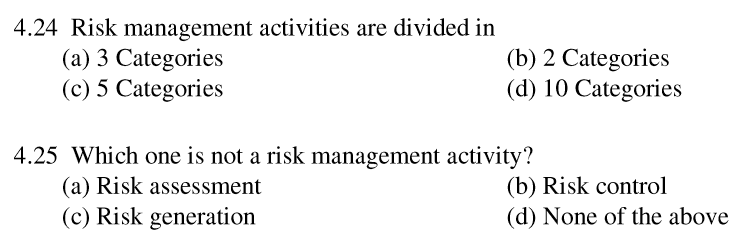 4.24 Risk management activities are divided in
(a) 3 Categories (b) 2 Categories
(c) 5 Categories (d) 10 Categories
4.25 Which one is not a risk management activity?
(a) Risk assessment (b) Risk control
(c) Risk generation (d) None of the above